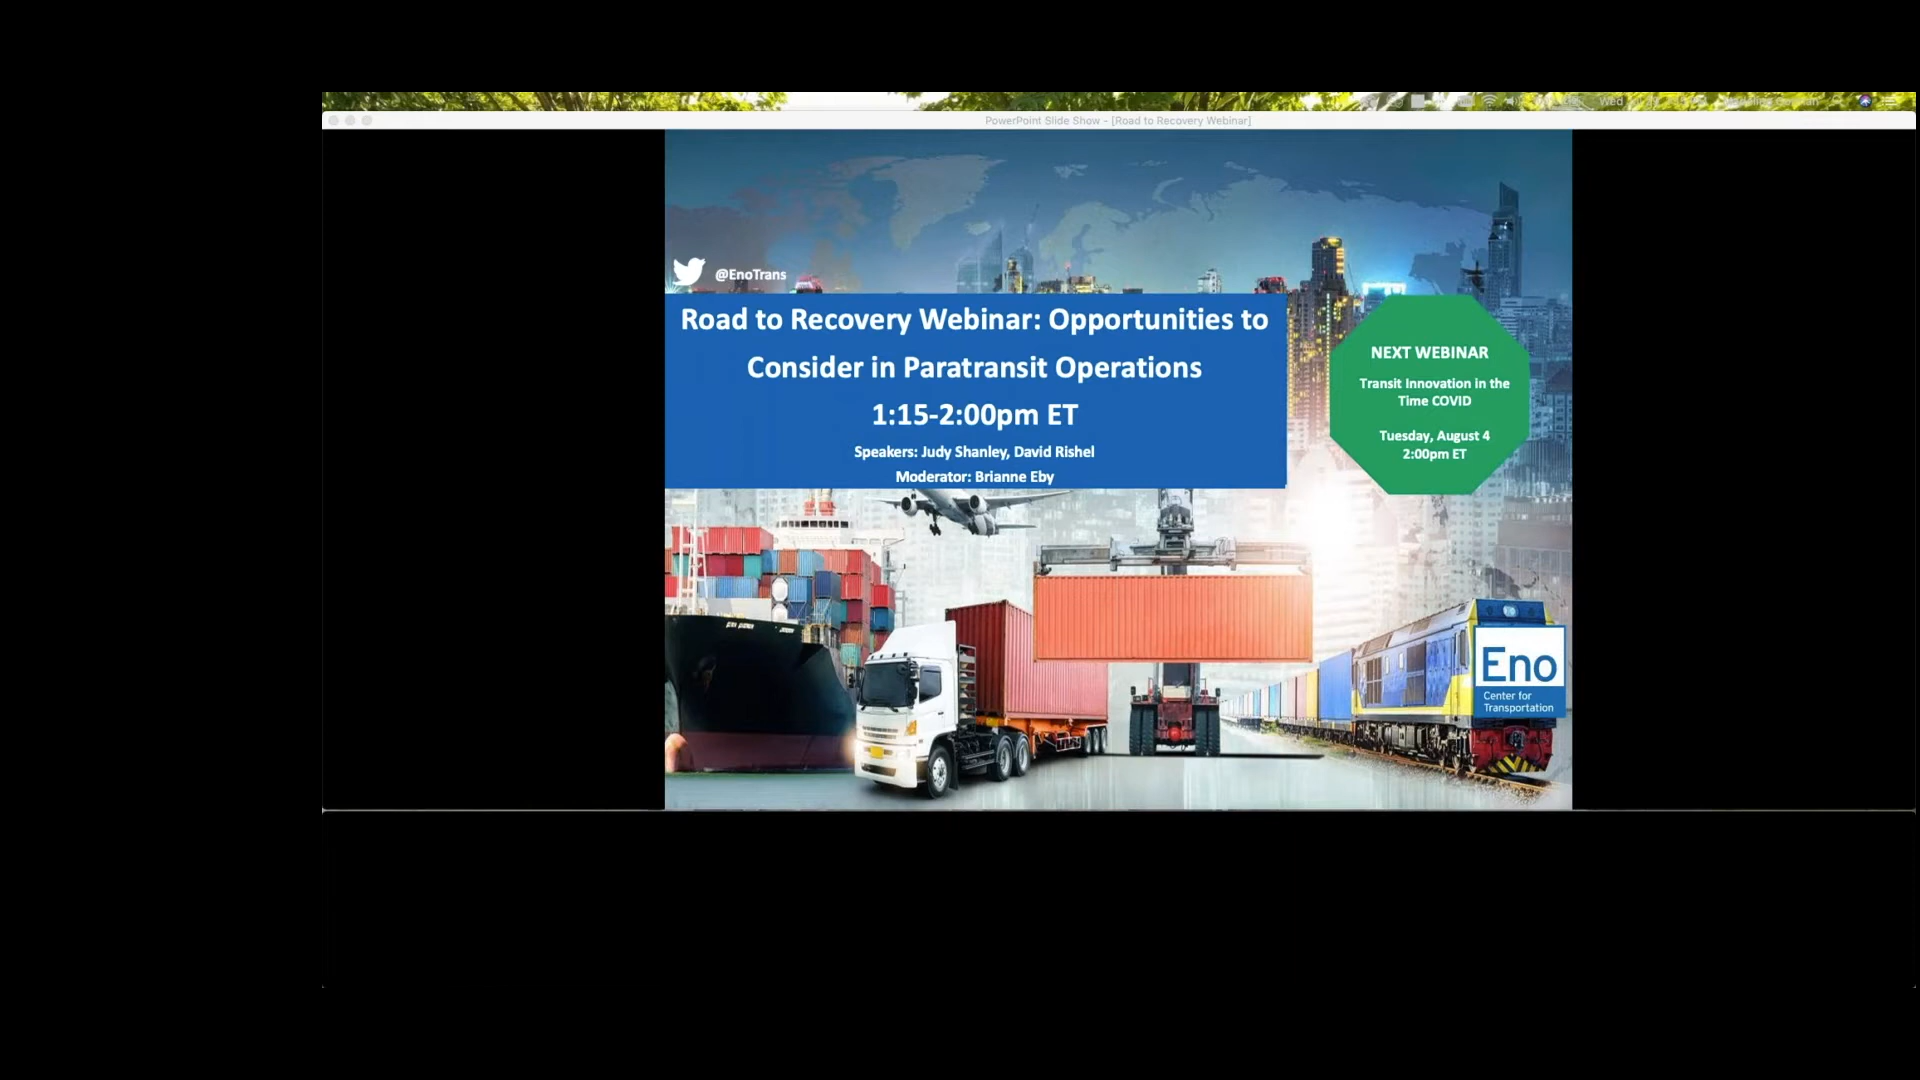 Wed
PowerPoint Slide Show - [Road to Recovery Webinar]
@EnoTrans
Road to Recovery Webinar: Opportunities to
Consider in Paratransit Operations
1:15-2:00pm ET
Speakers: Judy Shanley, David Rishel
Moderator: Brianne Eby
NEXT WEBINAR
Transit Innovation in the
Time COVID
Tuesday, August 4
2:00pm ET
Eno
Center for
Transportation